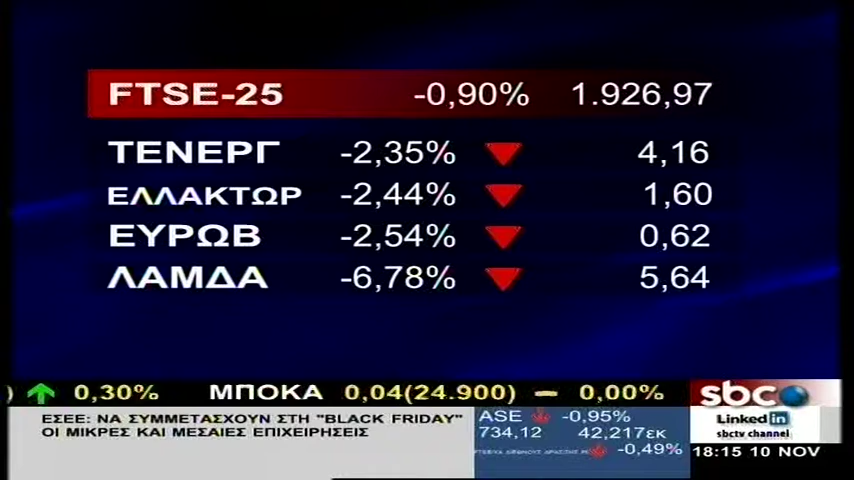 FTSE-25 -0,90% 1.926,97
ΤΕΝΕΡΓ -2,35% 4,16
ΕΛΛΑΚΤΩΡ -2,44% 1,60
ΕΥΡΩΒ -2,54% 0,62
ΛΑΜΔΑ -6,78% 5,64
) 0,30% ΜΠΟΚΑ 0,04(24.900) 0,00%
sbc
ΕΣΕΕ: ΝΑ ΣΥΜΜΕΤΑΣΧΟΥΝ ΣΤΗ "BLACK FRIDAY"
ΟΙ ΜΙΚΡΕΣ ΚΑΙ ΜΕΣΑΙΕΣ ΕΠΙΧΕΙΡΗΣΕΙΣ
ASE -0,95%
734,12 42,217εκ
-0,49%
Linked in
sbctv channel
18:15 10 NOV